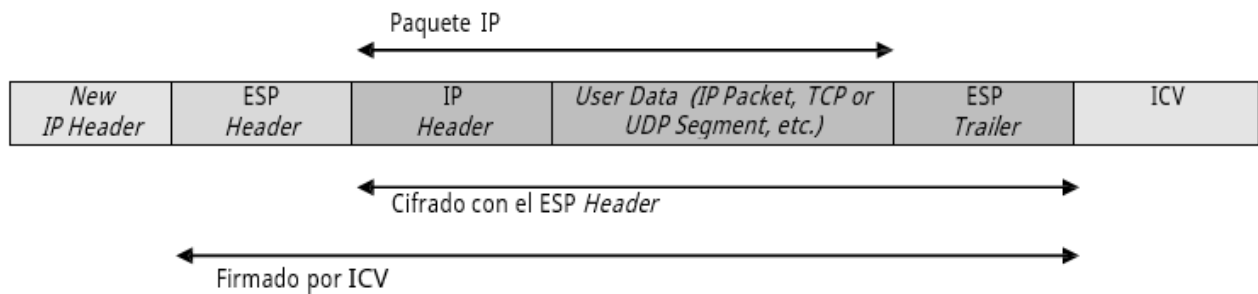 Paquete IP
New
IP Header
ESP
Header
IP
Header
User Data (IP Packet, TCP or
UDP Segment, etc.)
ESP
Trailer
ICV
Cifrado con el ESP Header
Firmado por ICV